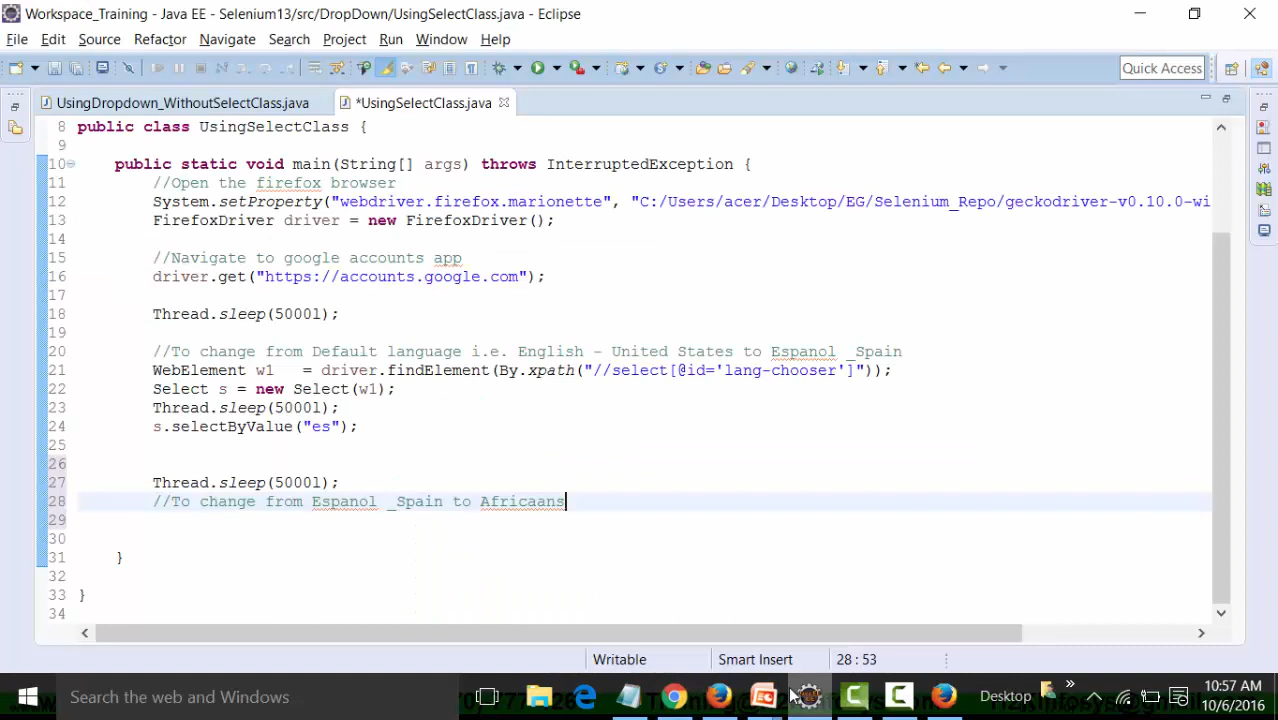 Workspace_Training - Java EE - Selenium13/src/DropDown/UsingSelectClass.java - Eclipse
File Edit Source Refactor Navigate Search Project Run Window Help
Quick Access
UsingDropdown_WithoutSelectClass.java *UsingSelectClass.java
8 public class UsingSelectClass {
9
10 public static void main(String[] args) throws InterruptedException {
11 //Open the firefox browser
12 System.setProperty("webdriver.firefox.marionette", "C:/Users/acer/Desktop/EG/Selenium_Repo/geckodriver-v0.10.0-wi
13 FirefoxDriver driver = new FirefoxDriver();
14
15 //Navigate to google accounts app
16 driver.get("https://accounts.google.com");
17
18 Thread.sleep(5000l);
19
20 //To change from Default language i.e. English - United States to Espanol _Spain
21 WebElement w1 = driver.findElement(By.xpath("//select[@id='lang-chooser']"));
22 Select s = new Select(w1);
23 Thread.sleep(5000l);
24 s.selectByValue("es");
25
26
27 Thread.sleep(5000l);
28 //To change from Espanol _Spain to Africaans
29
30
31 }
32
33 }
34
Writable Smart Insert 28 : 53
Search the web and Windows
Desktop
10:57 AM
10/6/2016